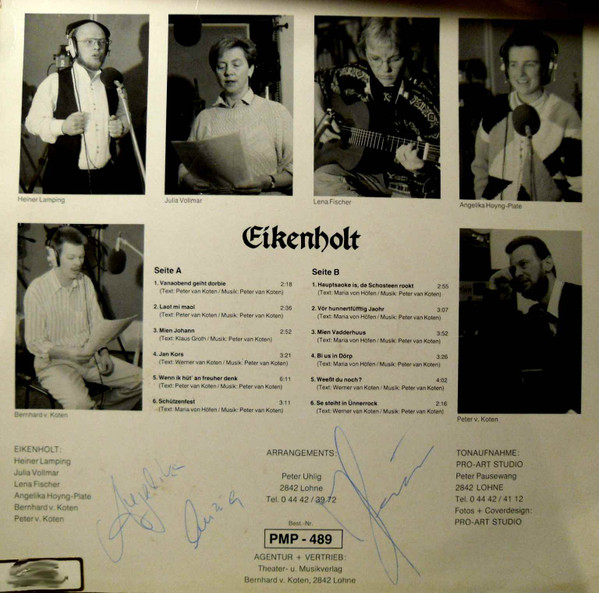 Heiner Lamping
Julia Vollmar
Lena Fischer
Angelika Hoyng-Plate
Eikenholt
Seite A
1. Vanaobend geiht dorbie 2:19
(Text: Peter van Koten / Musik: Peter van Koten)
2. Laot mi maol 2:36
(Text: Peter van Koten / Musik: Peter van Koten)
3. Mien Johann 2:52
(Text: Klaus Groth / Musik: Peter van Koten)
4. Jan Kors 3:21
(Text: Werner van Koten / Musik: Peter van Koten)
5. Wenn ik hüt' an freuher denk 6:11
(Text: Peter van Koten / Musik: Peter van Koten)
6. Schützenfest 3:11
(Text: Maria von Höfen / Musik: Peter van Koten)
Seite B
1. Hauptsaoke is, de Schosteen rookt 2:55
(Text: Maria von Höfen / Musik: Peter van Koten)
2. Vör hunnertfüfftig Jaohr 3:07
(Text: Maria von Höfen / Musik: Peter van Koten)
3. Mien Vadderhuus 3:52
(Text: Maria von Höfen / Musik: Peter van Koten)
4. Bi us in Dörp 3:26
(Text: Maria von Höfen / Musik: Peter van Koten)
5. Weeßt du noch? 4:02
(Text: Werner van Koten / Musik: Peter van Koten)
6. Se steiht in Ünnerrock 2:16
(Text: Werner van Koten / Musik: Peter van Koten)
Bernhard v. Koten
Peter v. Koten
EIKENHOLT:
Heiner Lamping
Julia Vollmar
Lena Fischer
Angelika Hoyng-Plate
Bernhard v. Koten
Peter v. Koten
Angelika
ARRANGEMENTS:
Peter Uhlig
2842 Lohne
Tel. 0 44 42 / 39 72
Best.-Nr.
PMP - 489
AGENTUR + VERTRIEB:
Theater- u. Musikverlag
Bernhard v. Koten, 2842 Lohne
TONAUFNAHME:
PRO-ART STUDIO
Peter Pausewang
2842 LOHNE
Tel. 0 44 42 / 41 12
Fotos + Coverdesign:
PRO-ART STUDIO